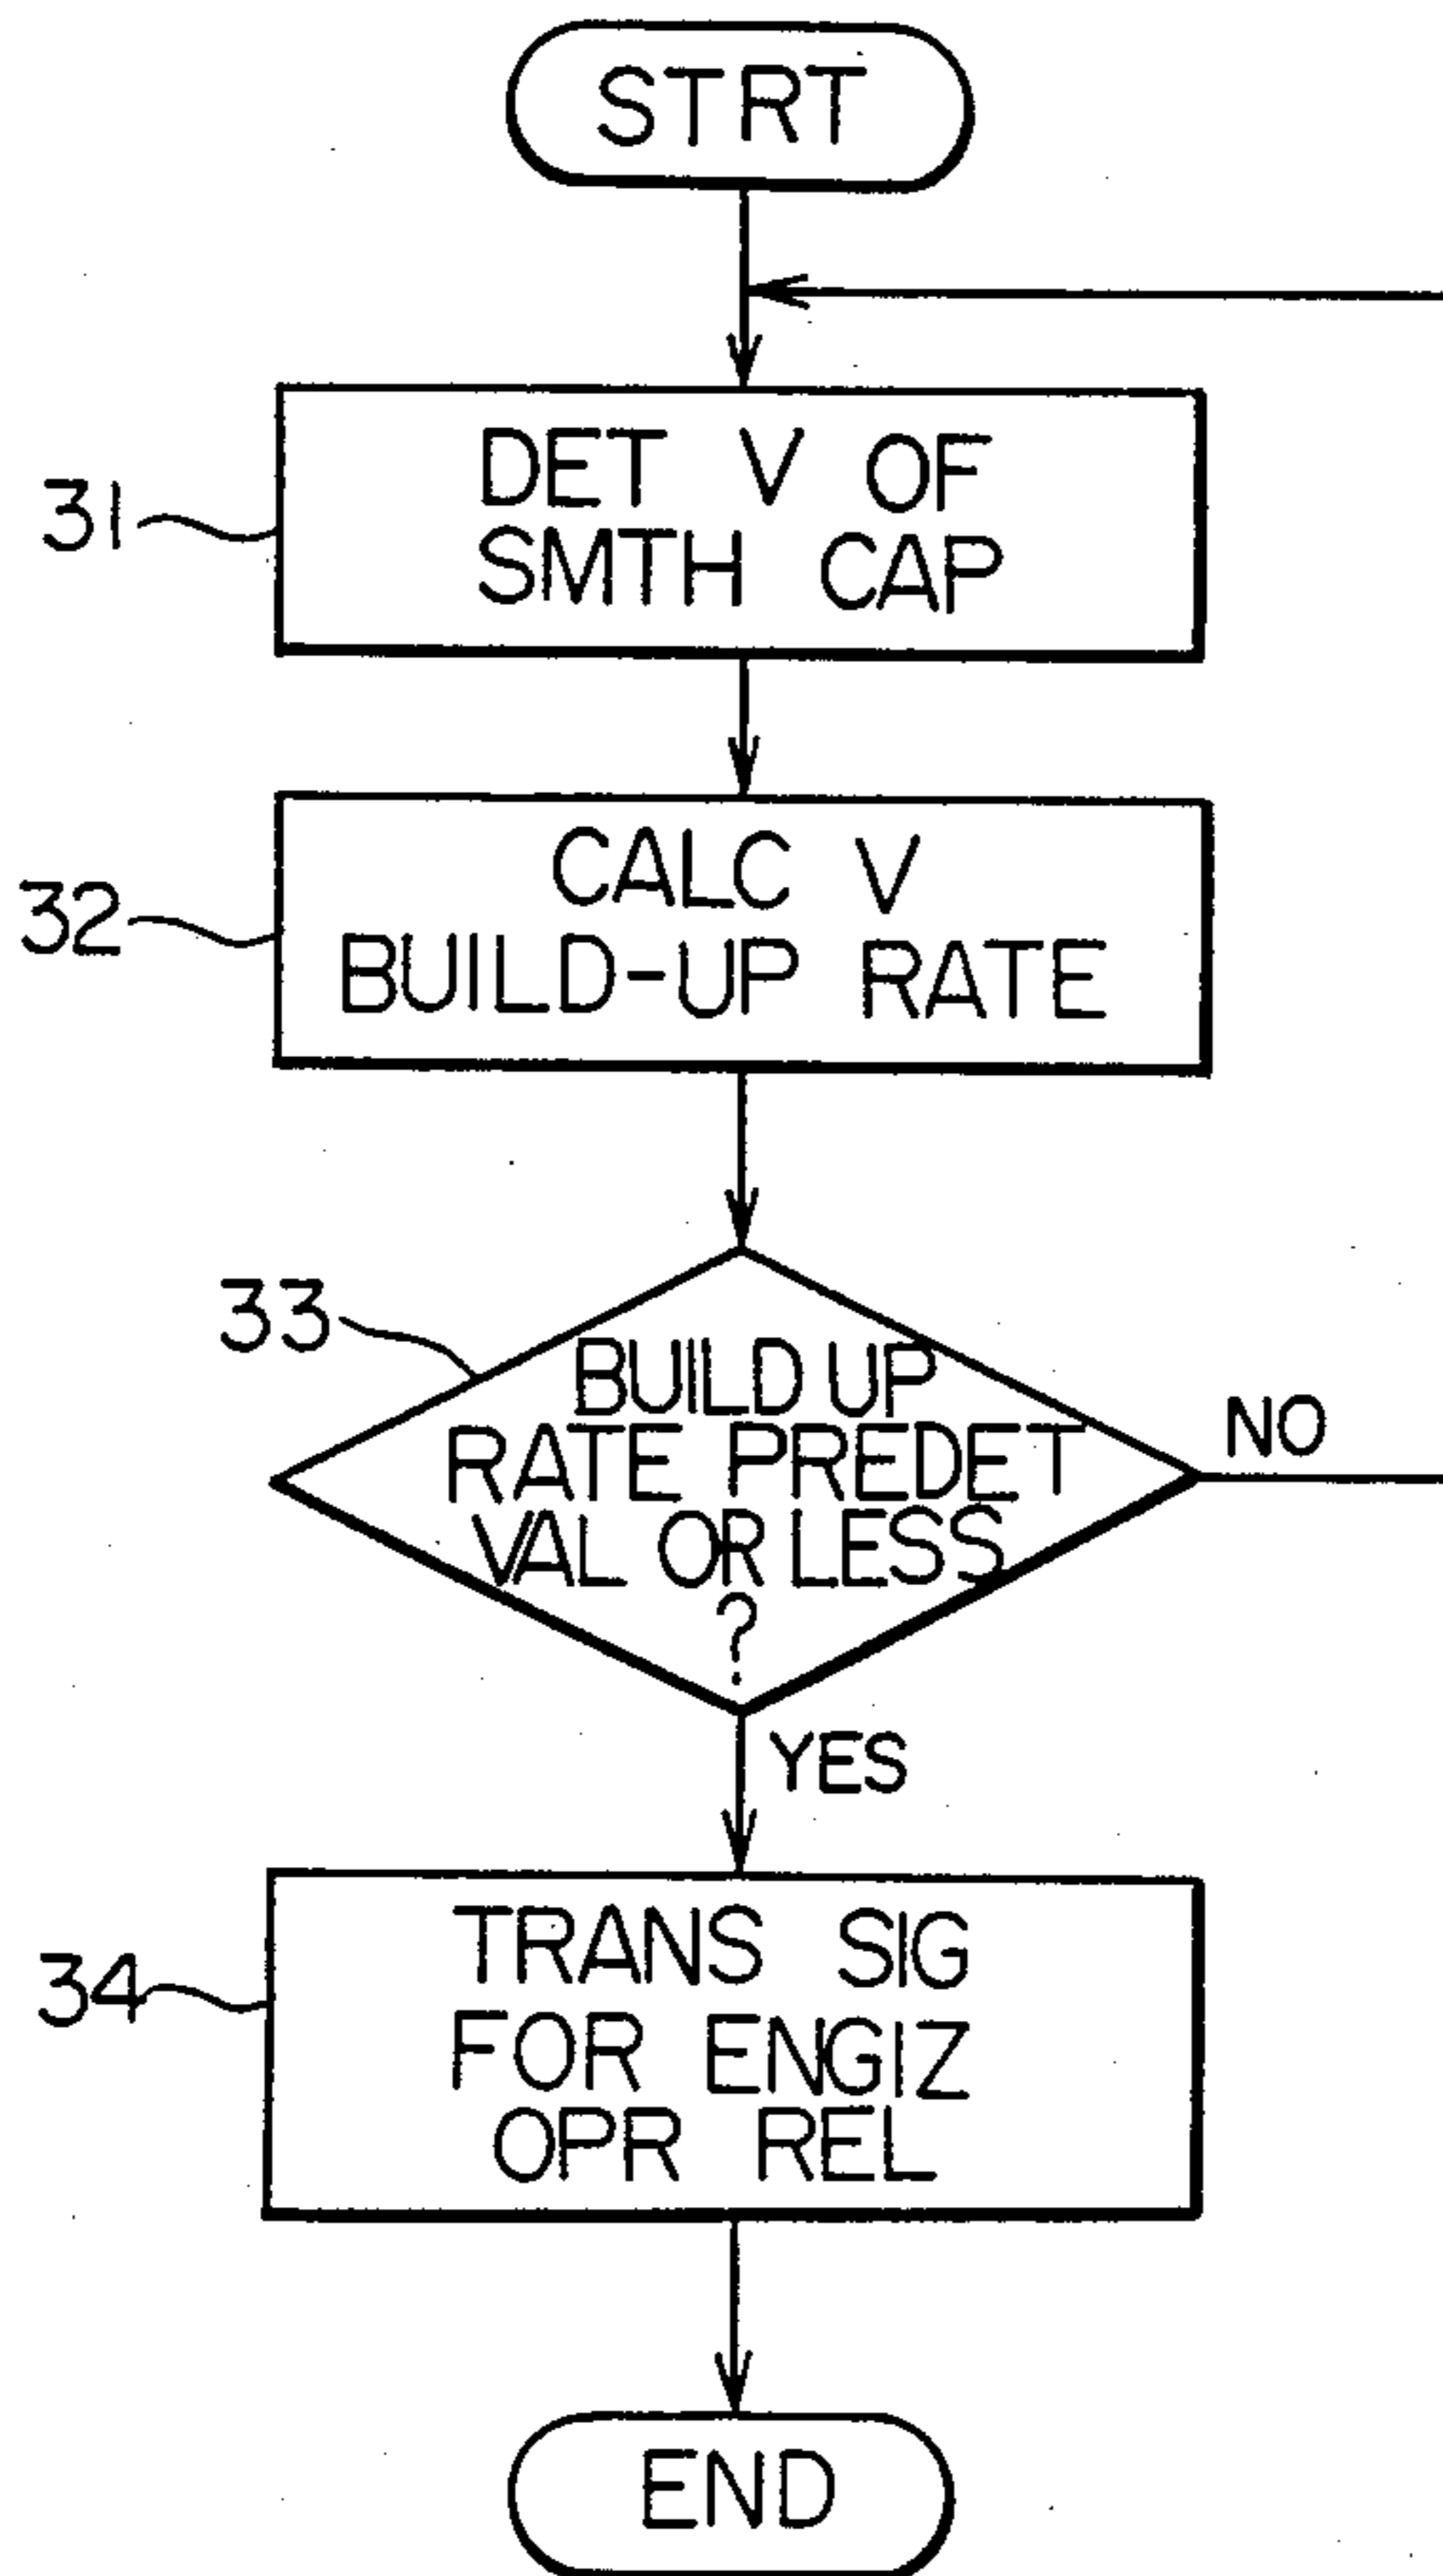 STRT
31
DET V OF
SMTH CAP
32
CALC V
BUILD-UP RATE
33
BUILD UP
RATE PREDET
VAL OR LESS
?
NO
YES
34
TRANS SIG
FOR ENGIZ
OPR REL
END